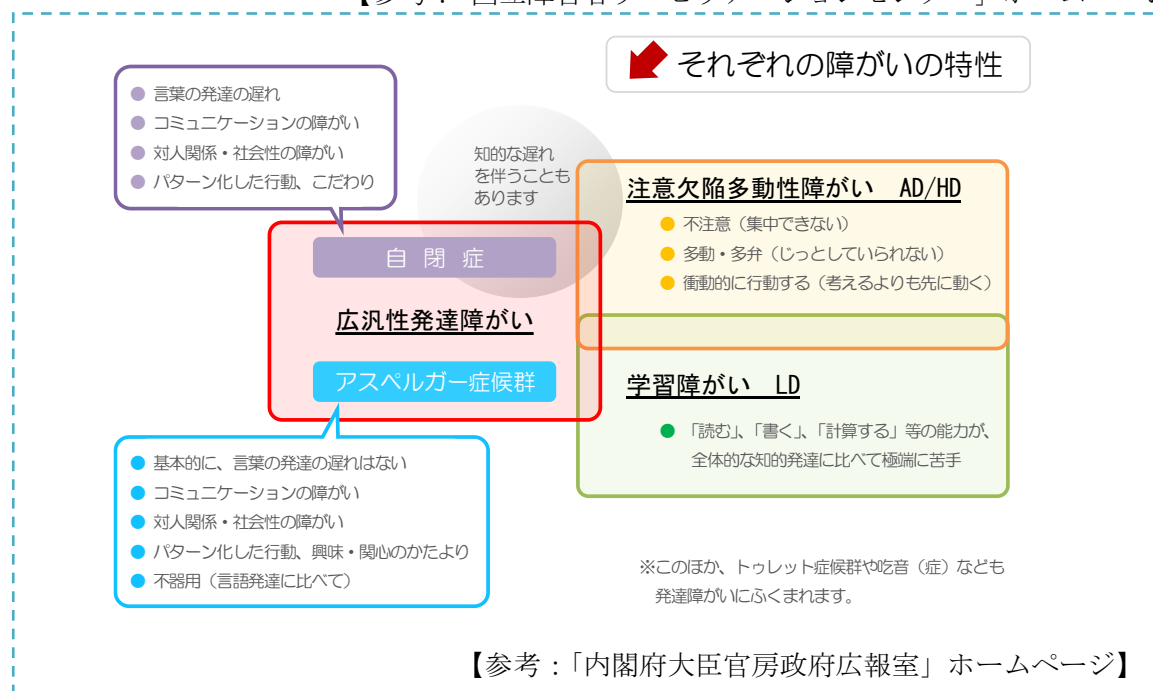 それぞれの障がいの特性
● 言葉の発達の遅れ
● コミュニケーションの障がい
● 対人関係・社会性の障がい
● パターン化した行動、こだわり
知的な遅れ
を伴うことも
あります
自 閉 症
広汎性発達障がい
アスペルガー症候群
注意欠陥多動性障がい AD/HD
● 不注意（集中できない）
● 多動・多弁（じっとしていられない）
● 衝動的に行動する（考えるよりも先に動く）
学習障がい LD
● 「読む」、「書く」、「計算する」等の能力が、
全体的な知的発達に比べて極端に苦手
● 基本的に、言葉の発達の遅れはない
● コミュニケーションの障がい
● 対人関係・社会性の障がい
● パターン化した行動、興味・関心のかたより
● 不器用（言語発達に比べて）
※このほか、トゥレット症候群や吃音（症）なども
発達障がいにふくまれます。
【参考：「内閣府大臣官房政府広報室」ホームページ】